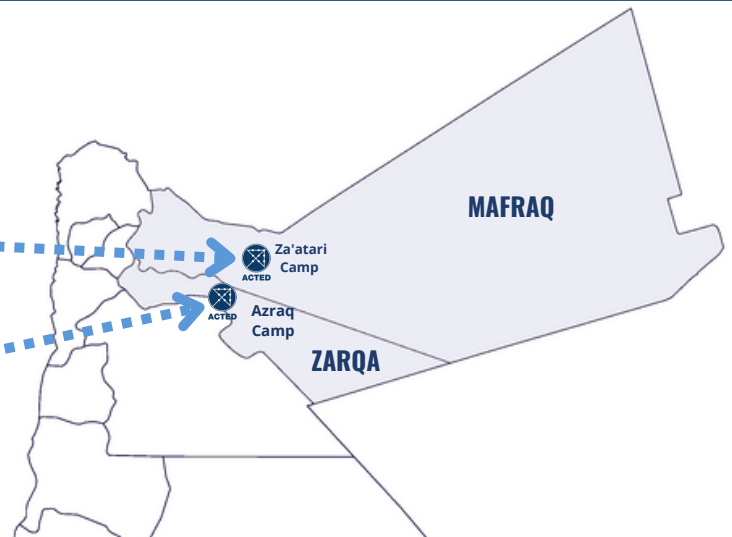 MAFRAQ
Za'atari
Camp
ACTED
Azraq
Camp
ACTED
ZARQA